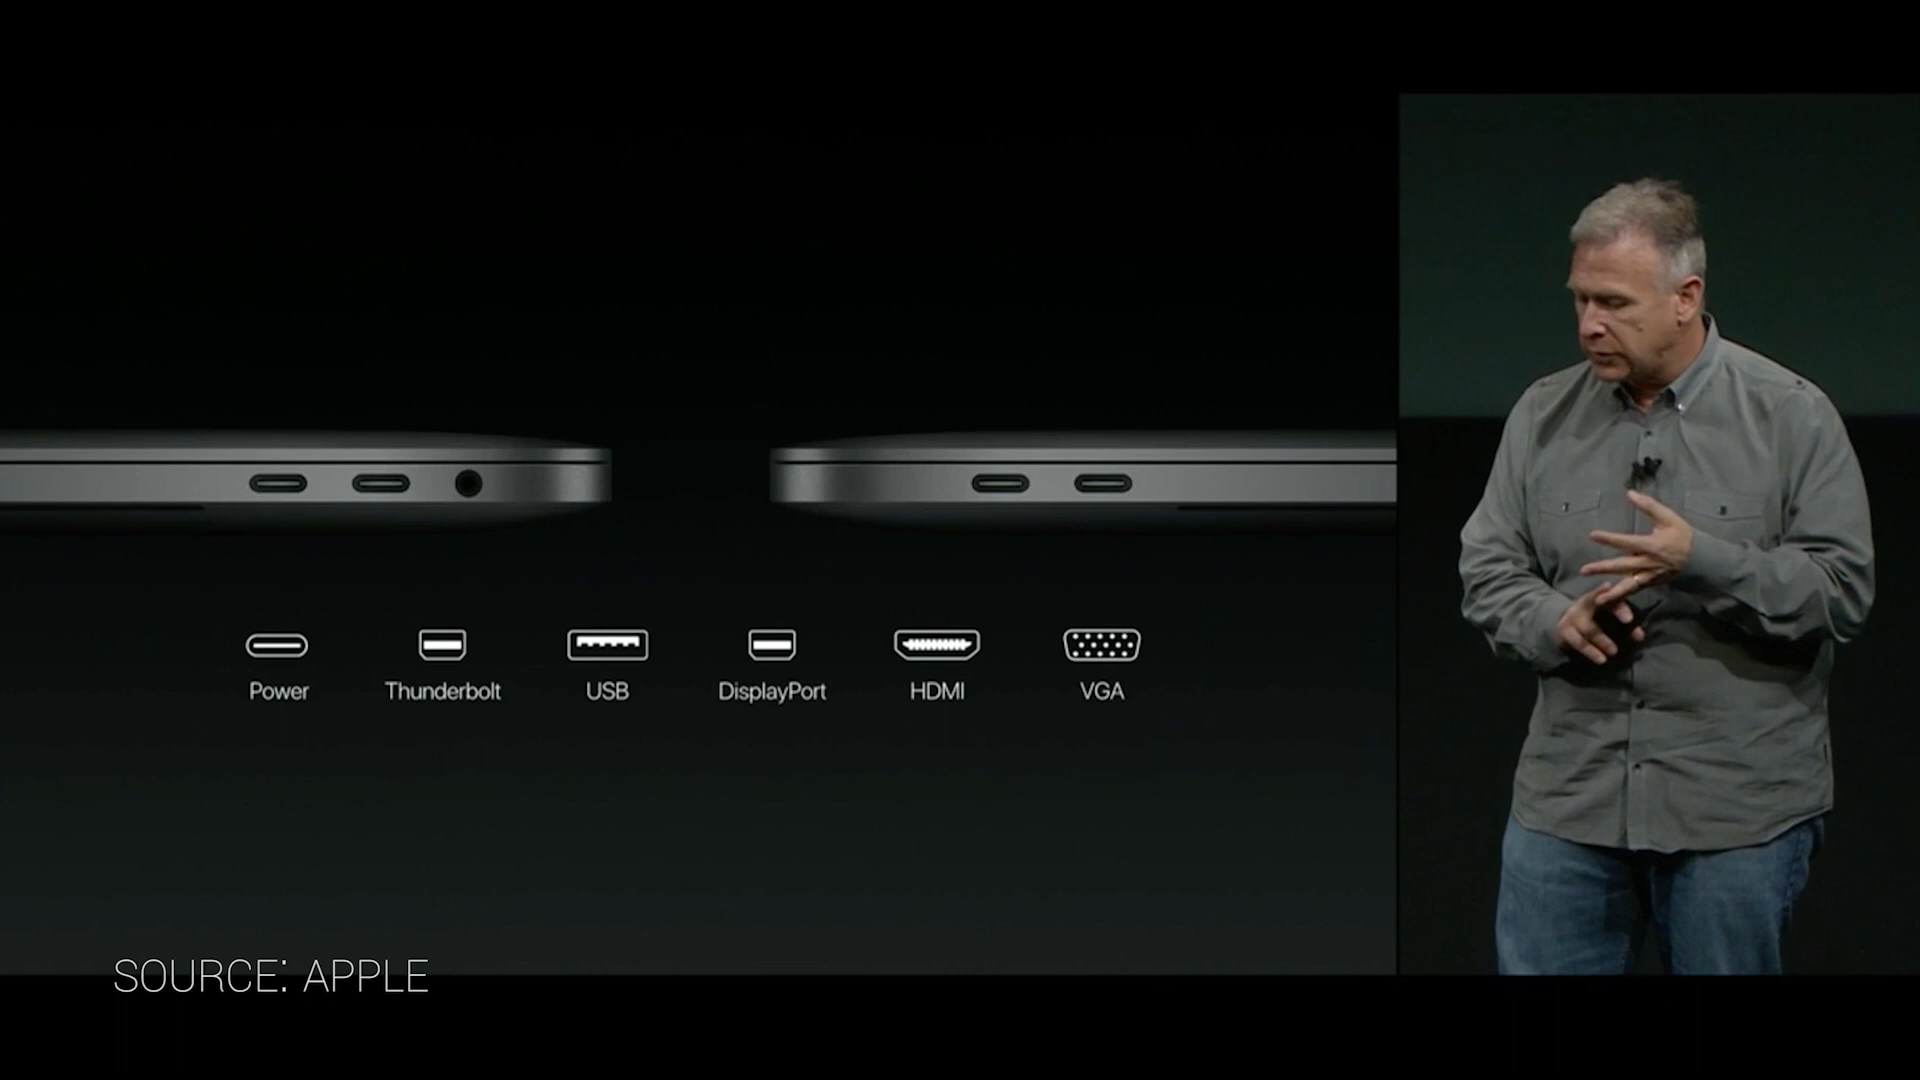 Power
Thunderbolt
USB
DisplayPort
HDMI
VGA
SOURCE: APPLE